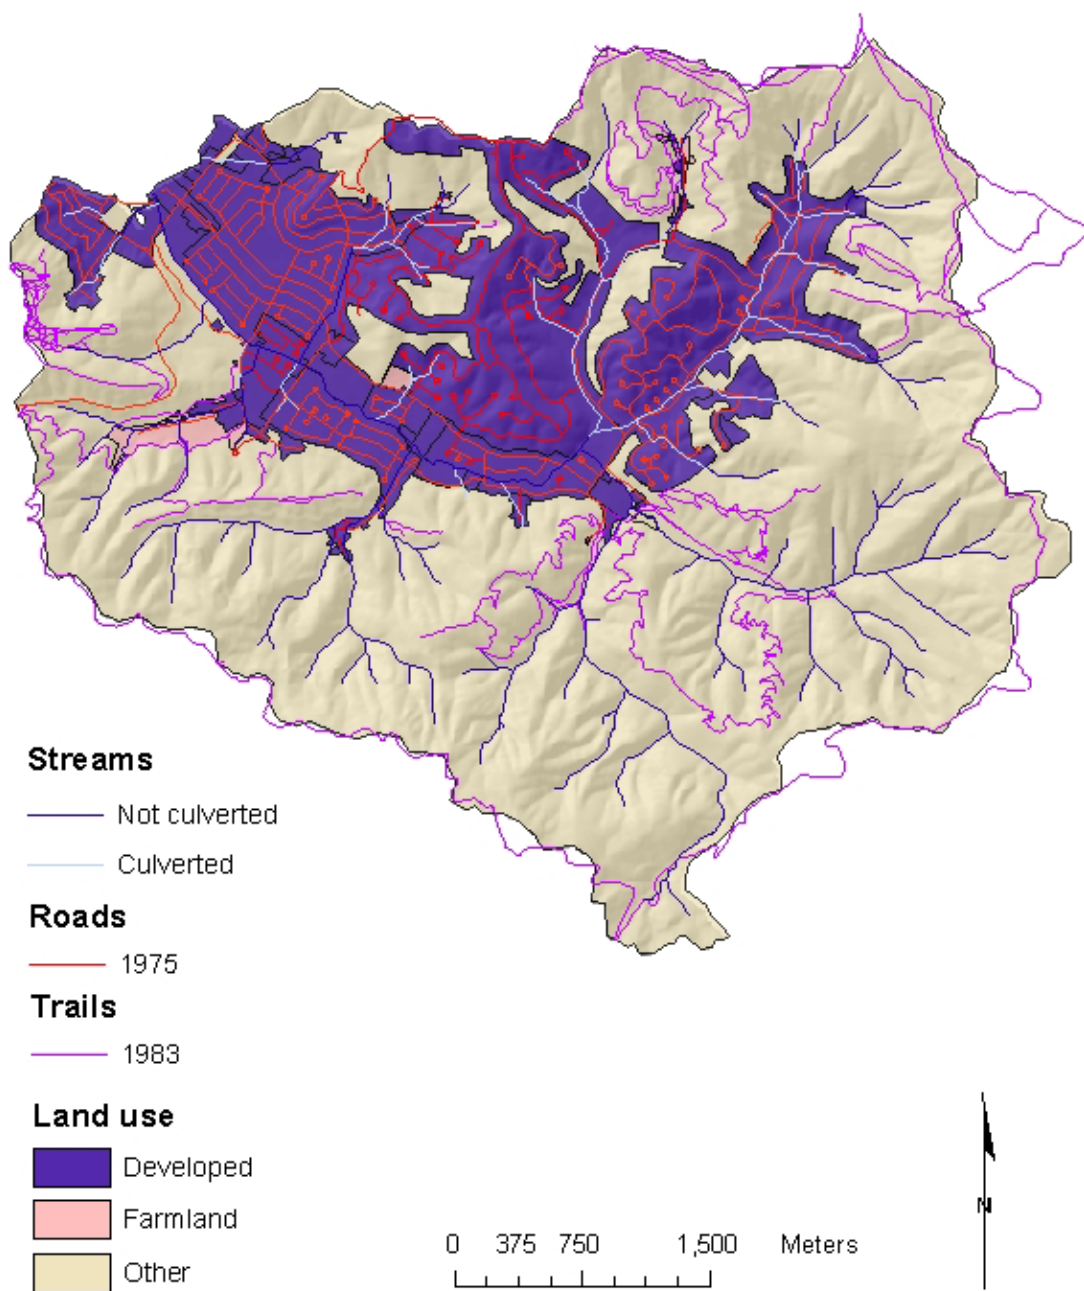 Streams
Not culverted
Culverted
Roads
1975
Trails
1983
Land use
Developed
Farmland
Other
0 375 750 1,500 Meters
N